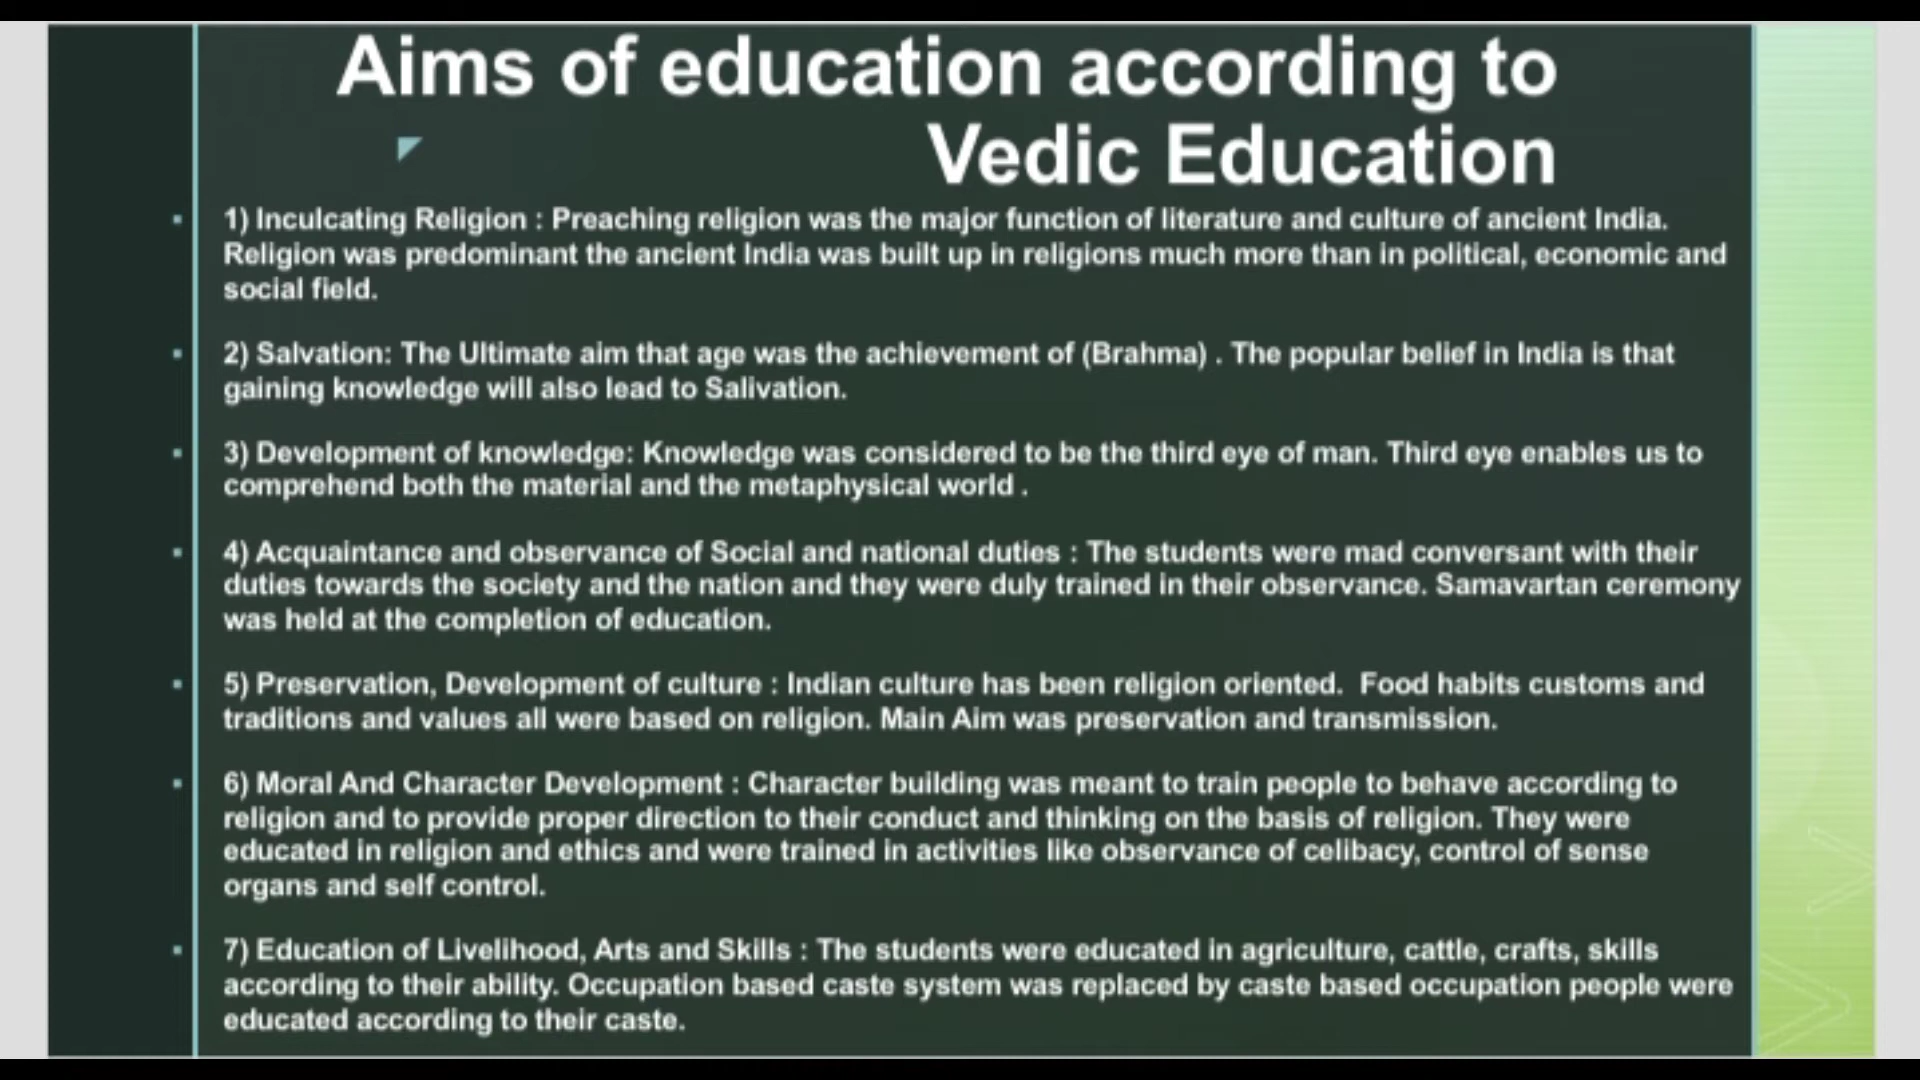 Aims of education according to
Vedic Education
1) Inculcating Religion : Preaching religion was the major function of literature and culture of ancient India.
Religion was predominant the ancient India was built up in religions much more than in political, economic and
social field.
2) Salvation: The Ultimate aim that age was the achievement of (Brahma) . The popular belief in India is that
gaining knowledge will also lead to Salivation.
3) Development of knowledge: Knowledge was considered to be the third eye of man. Third eye enables us to
comprehend both the material and the metaphysical world .
4) Acquaintance and observance of Social and national duties : The students were mad conversant with their
duties towards the society and the nation and they were duly trained in their observance. Samavartan ceremony
was held at the completion of education.
5) Preservation, Development of culture : Indian culture has been religion oriented.  Food habits customs and
traditions and values all were based on religion. Main Aim was preservation and transmission.
6) Moral And Character Development : Character building was meant to train people to behave according to
religion and to provide proper direction to their conduct and thinking on the basis of religion. They were
educated in religion and ethics and were trained in activities like observance of celibacy, control of sense
organs and self control.
7) Education of Livelihood, Arts and Skills : The students were educated in agriculture, cattle, crafts, skills
according to their ability. Occupation based caste system was replaced by caste based occupation people were
educated according to their caste.